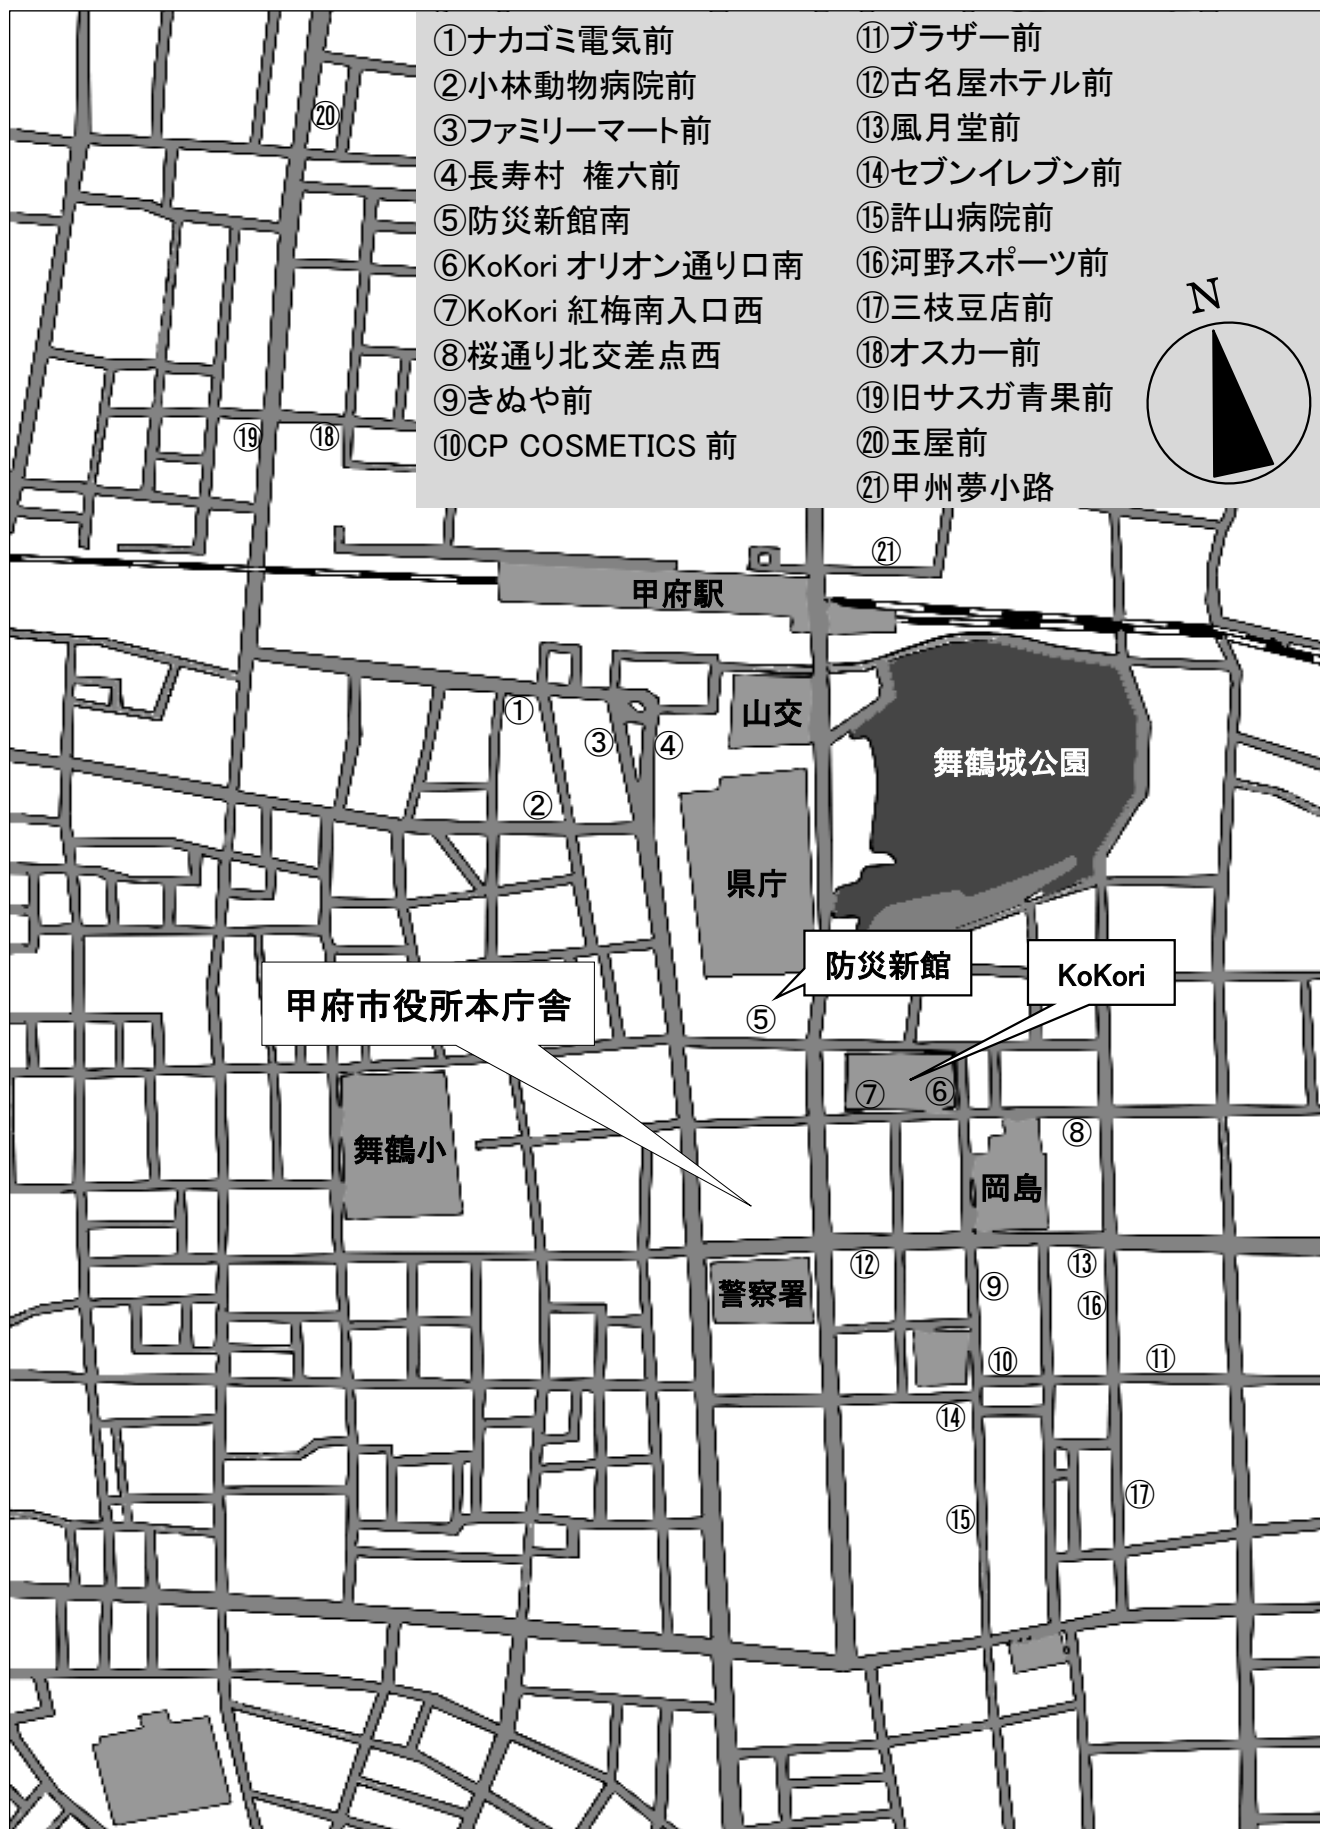 ①ナカゴミ電気前
②小林動物病院前
③ファミリーマート前
④長寿村 権六前
⑤防災新館南
⑥KoKori オリオン通り口南
⑦KoKori 紅梅南入口西
⑧桜通り北交差点西
⑨きぬや前
⑩CP COSMETICS 前
⑪ブラザー前
⑫古名屋ホテル前
⑬風月堂前
⑭セブンイレブン前
⑮許山病院前
⑯河野スポーツ前
⑰三枝豆店前
⑱オスカー前
⑲旧サスガ青果前
⑳玉屋前
㉑甲州夢小路
N
⑳
⑲
⑱
㉑
甲府駅
①
③
④
山交
舞鶴城公園
②
県庁
防災新館
KoKori
甲府市役所本庁舎
⑤
⑦
⑥
舞鶴小
⑧
岡島
警察署
⑫
⑨
⑬
⑯
⑩
⑪
⑭
⑮
⑰